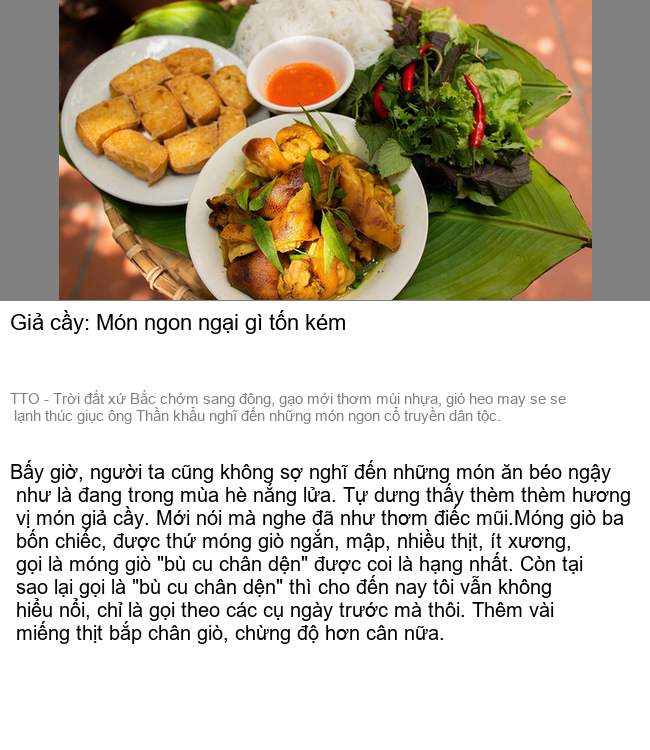 Giả cầy: Món ngon ngại gì tốn kém
TTO - Trời đất xứ Bắc chớm sang đông, gạo mới thơm mùi nhựa, gió heo may se se
lạnh thúc giục ông Thần khẩu nghĩ đến những món ngon cổ truyền dân tộc.
Bấy giờ, người ta cũng không sợ nghĩ đến những món ăn béo ngậy
như là đang trong mùa hè nắng lửa. Tự dưng thấy thèm thèm hương
vị món giả cầy. Mới nói mà nghe đã như thơm điếc mũi.Móng giò ba
bốn chiếc, được thứ móng giò ngắn, mập, nhiều thịt, ít xương,
gọi là móng giò "bù cu chân dện" được coi là hạng nhất. Còn tại
sao lại gọi là "bù cu chân dện" thì cho đến nay tôi vẫn không
hiểu nổi, chỉ là gọi theo các cụ ngày trước mà thôi. Thêm vài
miếng thịt bắp chân giò, chừng độ hơn cân nữa.